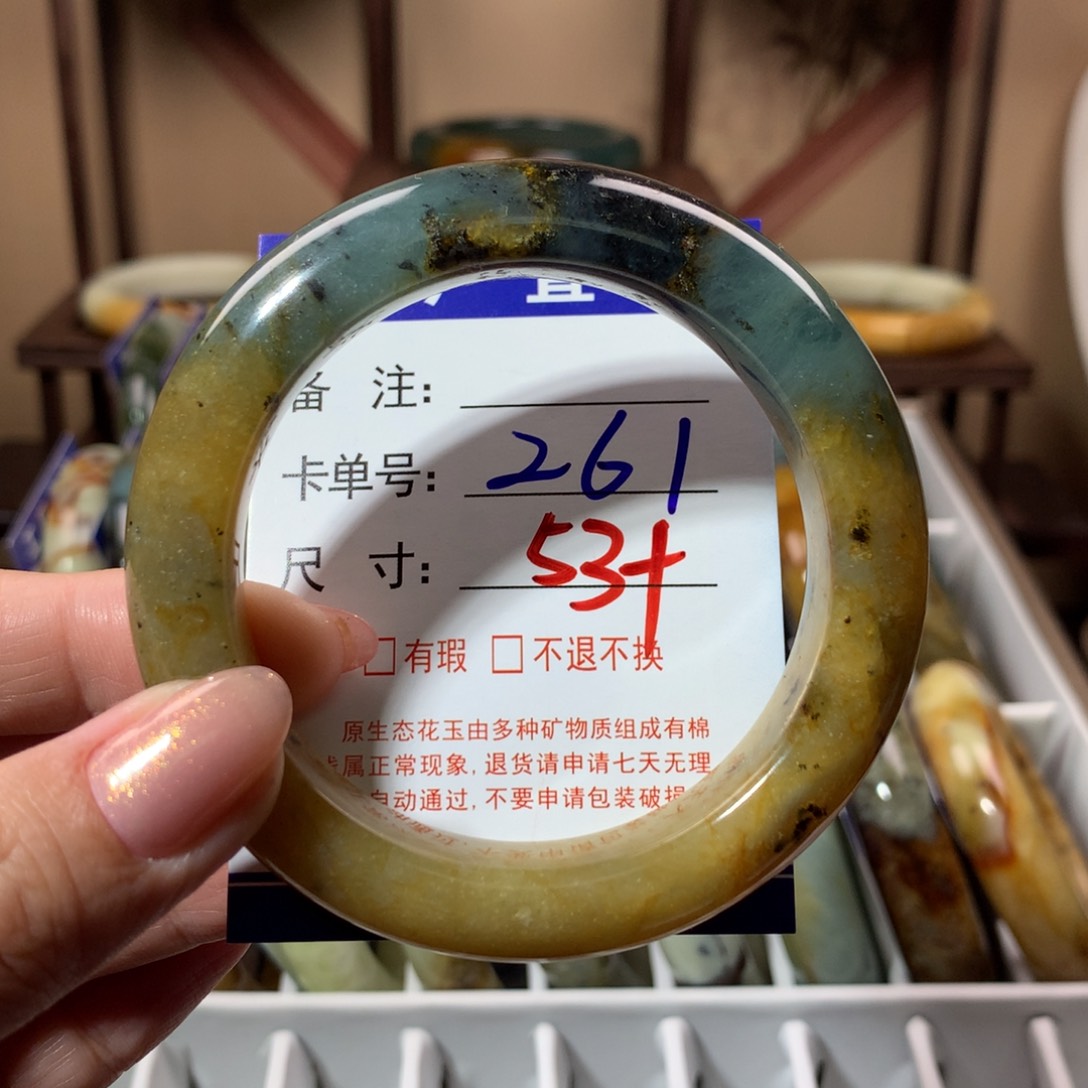 宜
备 注:
卡单号: 261
尺 寸: 53+
□有瑕 □不退不换
原生态花玉由多种矿物质组成有棉
属正常现象,退货请申请七天无理
自动通过,不要申请包装破损